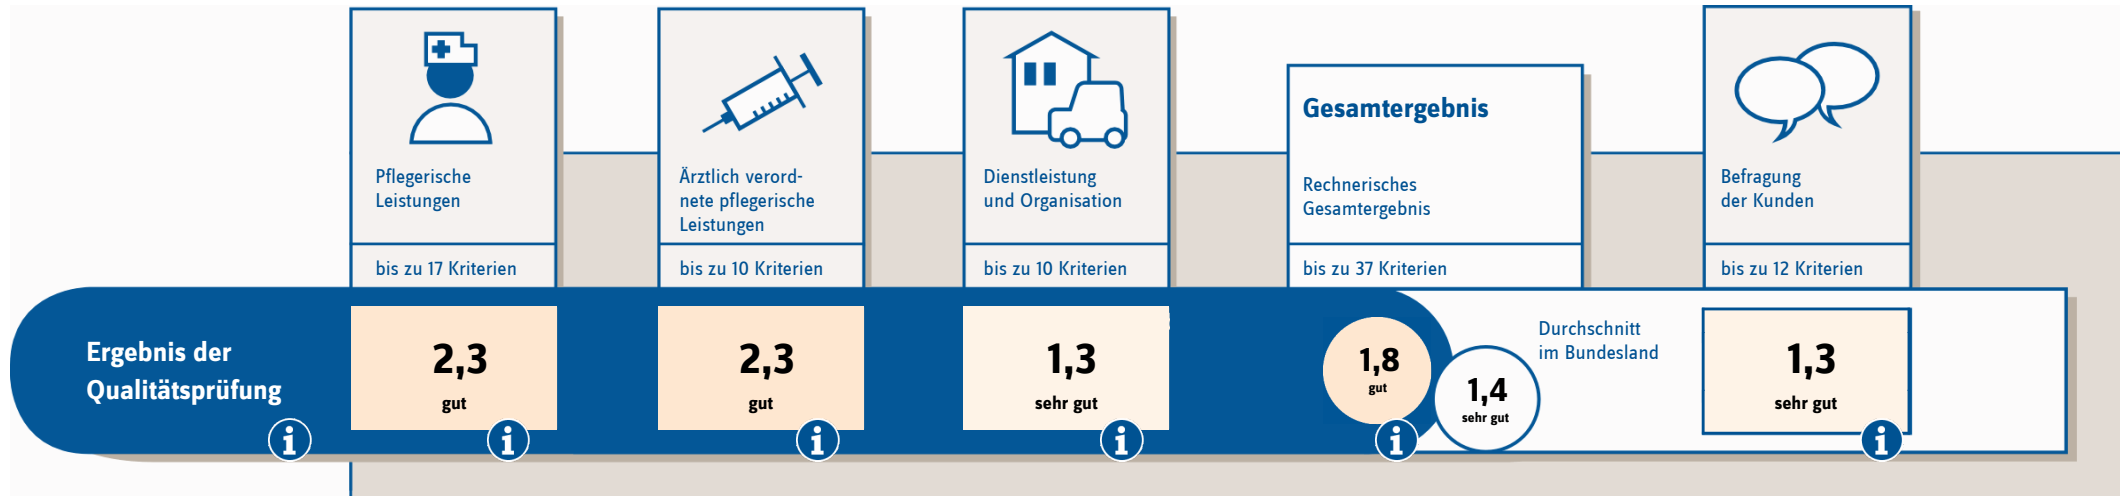 Pflegerische
Leistungen
bis zu 17 Kriterien
Ärztlich verord-
nete pflegerische
Leistungen
bis zu 10 Kriterien
Dienstleistung
und Organisation
bis zu 10 Kriterien
Gesamtergebnis
Rechnerisches
Gesamtergebnis
bis zu 37 Kriterien
Befragung
der Kunden
bis zu 12 Kriterien
Ergebnis der
Qualitätsprüfung
i
2,3
gut
i
2,3
gut
i
1,3
sehr gut
i
1,8
gut
i
1,4
sehr gut
Durchschnitt
im Bundesland
1,3
sehr gut
i